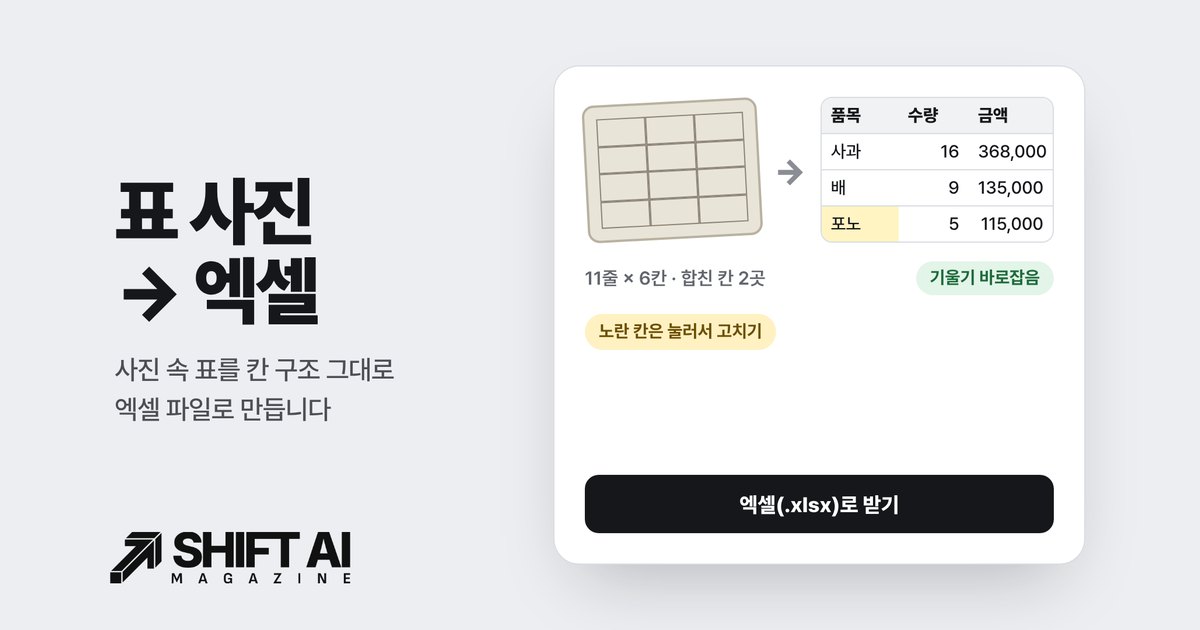 표 사진
→ 엑셀
사진 속 표를 칸 구조 그대로
엑셀 파일로 만듭니다
SHIFT AI
MAGAZINE
→
품목 수량 금액
사과 16 368,000
배 9 135,000
포노 5 115,000
11줄 × 6칸 · 합친 칸 2곳
기울기 바로잡음
노란 칸은 눌러서 고치기
엑셀(.xlsx)로 받기